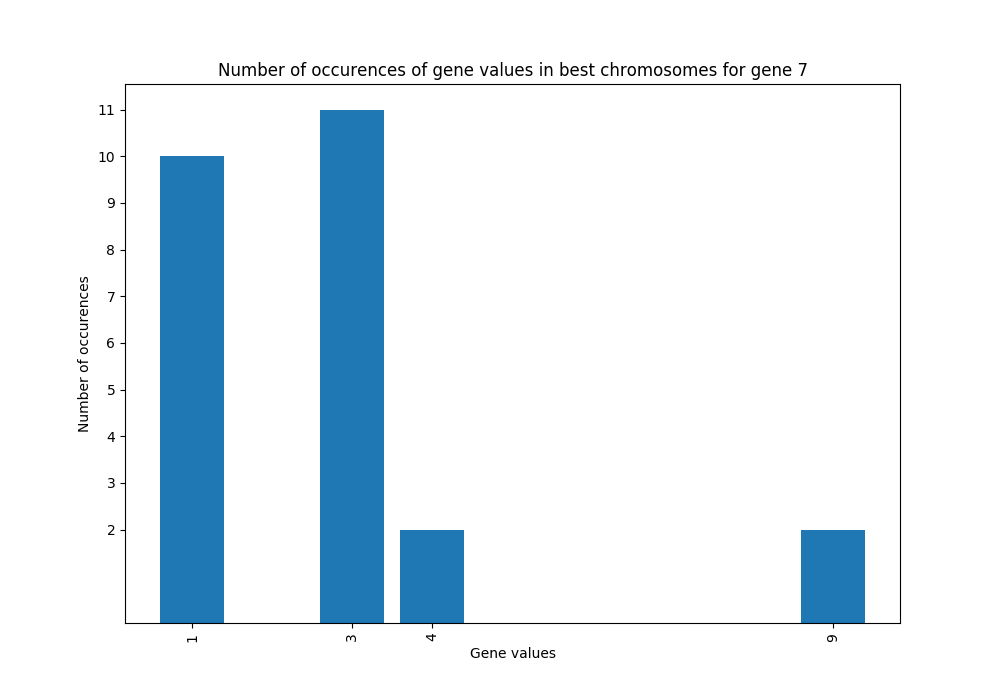 Number of occurences of gene values in best chromosomes for gene 7
11
10
9
8
7
6
5
4
3
2
Number of occurences
1 3 4 9
Gene values